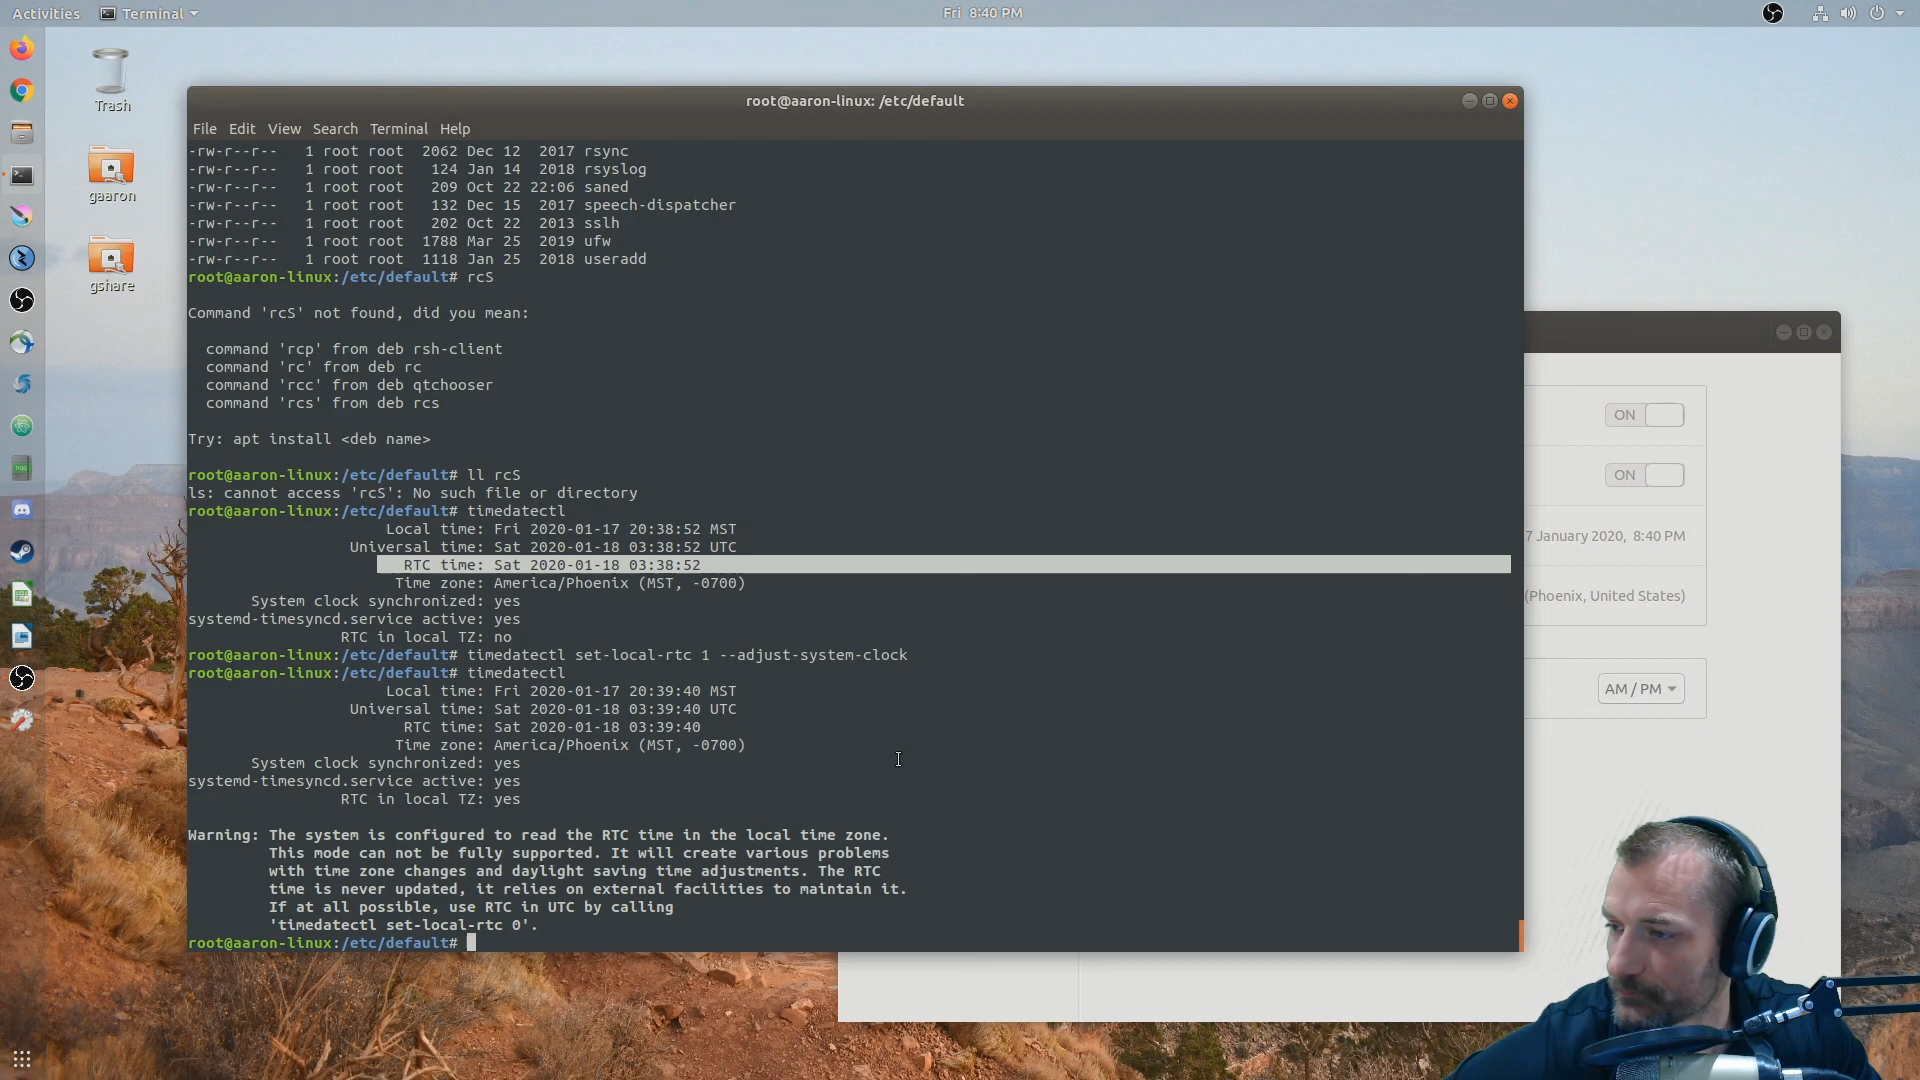 Activities Terminal Fri 8:40 PM
Trash
gaaron
gshare
root@aaron-linux: /etc/default
File Edit View Search Terminal Help
-rw-r--r-- 1 root root 2062 Dec 12 2017 rsync
-rw-r--r-- 1 root root 124 Jan 14 2018 rsyslog
-rw-r--r-- 1 root root 209 Oct 22 22:06 saned
-rw-r--r-- 1 root root 132 Dec 15 2017 speech-dispatcher
-rw-r--r-- 1 root root 202 Oct 22 2013 sslh
-rw-r--r-- 1 root root 1788 Mar 25 2019 ufw
-rw-r--r-- 1 root root 1118 Jan 25 2018 useradd
root@aaron-linux:/etc/default# rcS
Command 'rcS' not found, did you mean:
command 'rcp' from deb rsh-client
command 'rc' from deb rc
command 'rcc' from deb qtchooser
command 'rcs' from deb rcs
Try: apt install <deb name>
root@aaron-linux:/etc/default# ll rcS
ls: cannot access 'rcS': No such file or directory
root@aaron-linux:/etc/default# timedatectl
Local time: Fri 2020-01-17 20:38:52 MST
Universal time: Sat 2020-01-18 03:38:52 UTC
RTC time: Sat 2020-01-18 03:38:52
Time zone: America/Phoenix (MST, -0700)
System clock synchronized: yes
systemd-timesyncd.service active: yes
RTC in local TZ: no
root@aaron-linux:/etc/default# timedatectl set-local-rtc 1 --adjust-system-clock
root@aaron-linux:/etc/default# timedatectl
Local time: Fri 2020-01-17 20:39:40 MST
Universal time: Sat 2020-01-18 03:39:40 UTC
RTC time: Sat 2020-01-18 03:39:40
Time zone: America/Phoenix (MST, -0700)
System clock synchronized: yes
systemd-timesyncd.service active: yes
RTC in local TZ: yes
Warning: The system is configured to read the RTC time in the local time zone.
This mode can not be fully supported. It will create various problems
with time zone changes and daylight saving time adjustments. The RTC
time is never updated, it relies on external facilities to maintain it.
If at all possible, use RTC in UTC by calling
'timedatectl set-local-rtc 0'.
root@aaron-linux:/etc/default#
ON
ON
7 January 2020, 8:40 PM
(Phoenix, United States)
AM / PM